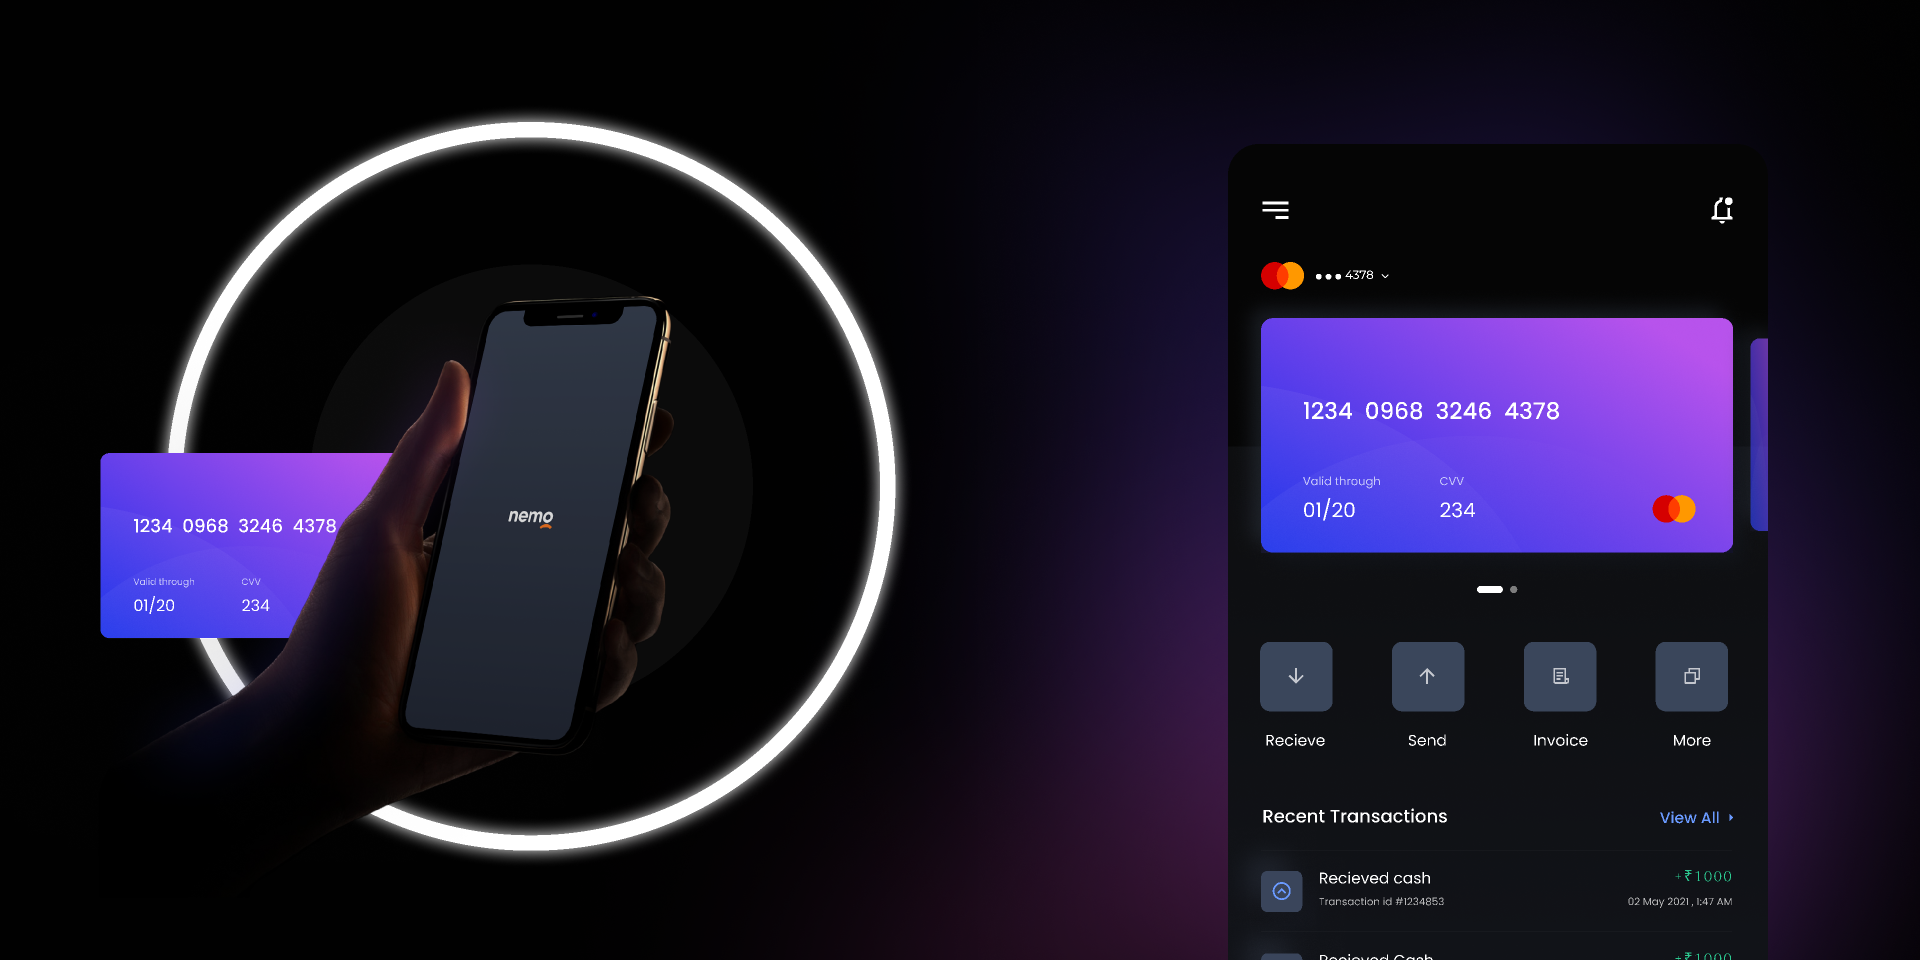 nemo
1234 0968 3246 4378
Valid through CVV
01/20 234
4378
1234 0968 3246 4378
Valid through CVV
01/20 234
Recieve Send Invoice More
Recent Transactions View All
Recieved cash +₹1000
Transaction id #1234853 02 May 2021 , 1:47 AM
Recieved Cash +₹1000